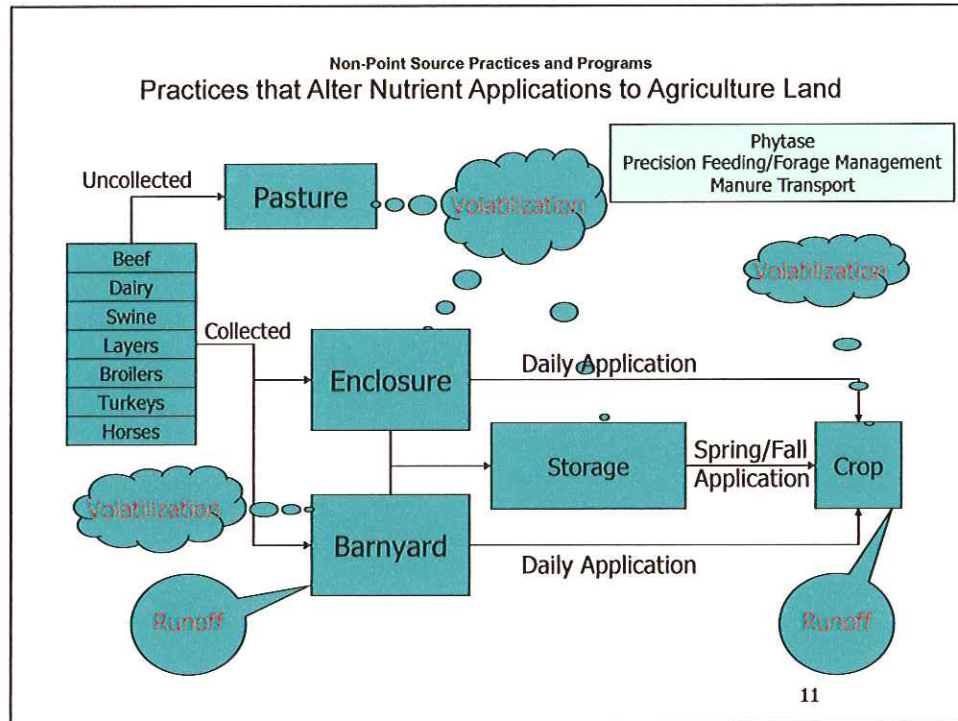 Non-Point Source Practices and Programs
Practices that Alter Nutrient Applications to Agriculture Land
Phytase
Precision Feeding/Forage Management
Manure Transport
Uncollected
Pasture
Volatilization
Volatilization
Beef
Dairy
Swine
Layers
Broilers
Turkeys
Horses
Collected
Enclosure
Daily Application
Storage
Spring/Fall
Application
Crop
Volatilization
Barnyard
Daily Application
Runoff
Runoff
11